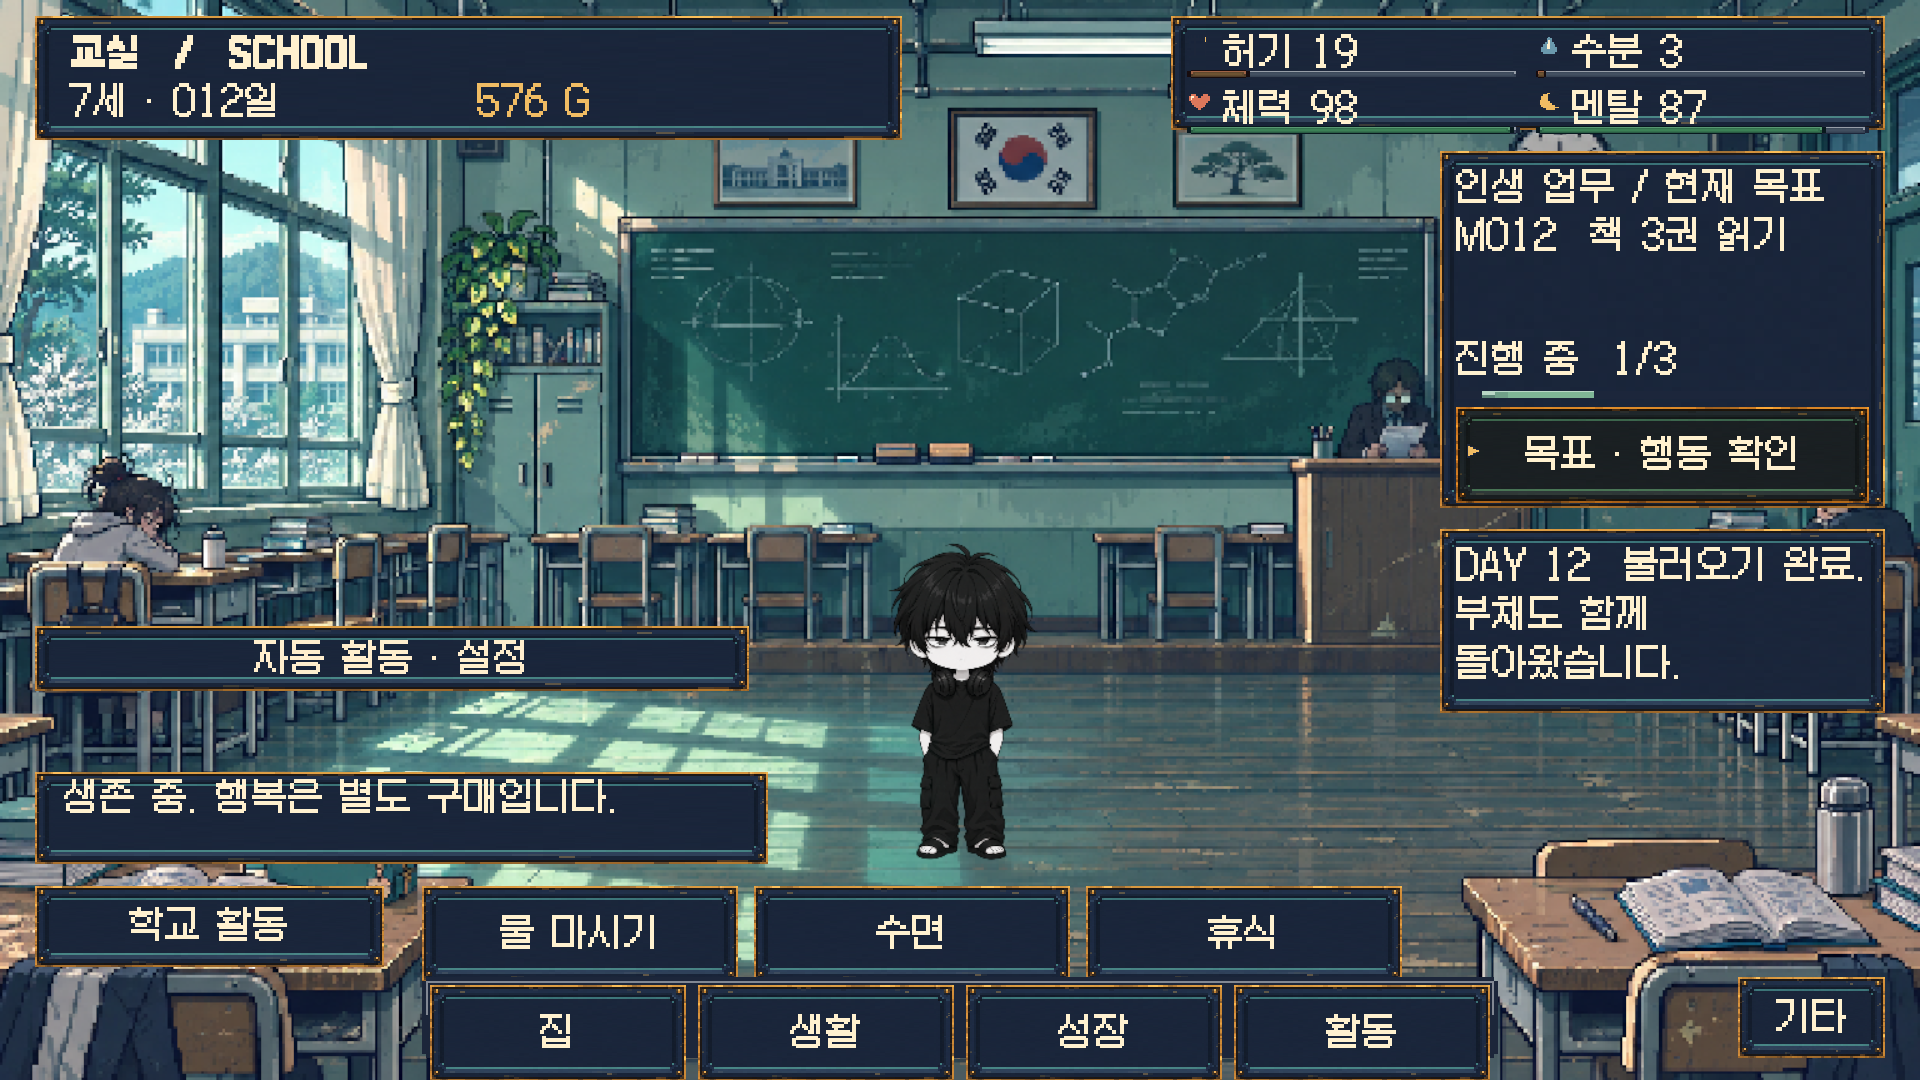 교실 / SCHOOL
7세 · 012일
576 G
허기 19
수분 3
체력 98
멘탈 87
인생 업무 / 현재 목표
M012 책 3권 읽기
진행 중 1/3
목표 · 행동 확인
DAY 12 불러오기 완료.
부채도 함께
돌아왔습니다.
자동 활동 · 설정
생존 중. 행복은 별도 구매입니다.
학교 활동
물 마시기
수면
휴식
집
생활
성장
활동
기타